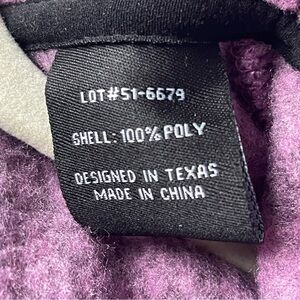 LOT#51-6679
SHELL: 100% POLY
DESIGNED IN TEXAS
MADE IN CHINA